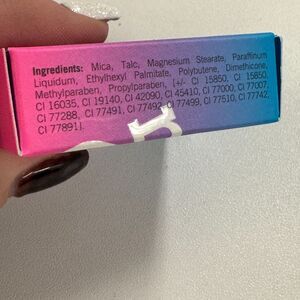 Ingredients: Mica, Talc, Magnesium Stearate, Paraffinum
Liquidum, Ethylhexyl Palmitate, Polybutene, Dimethicone,
Methylparaben, Propylparaben, [+/- CI 15850, CI 15850,
CI 16035, CI 19140, CI 42090, CI 45410, CI 77000, CI 77007,
CI 77288, CI 77491, CI 77492, CI 77499, CI 77510, CI 77742,
CI 77891].